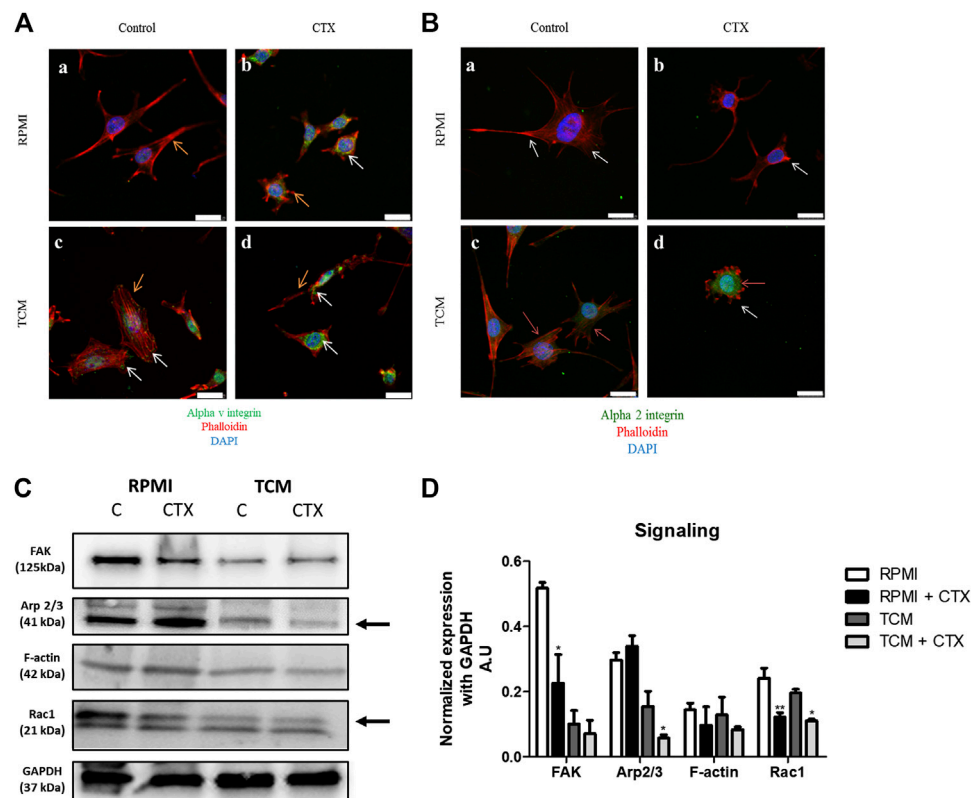 A
Control
CTX
RPMI
a
b
TCM
c
d
Alpha v integrin
Phalloidin
DAPI
B
Control
CTX
RPMI
a
b
TCM
c
d
Alpha 2 integrin
Phalloidin
DAPI
C
RPMI
TCM
C
CTX
C
CTX
FAK
(125kDa)
Arp 2/3
(41 kDa)
F-actin
(42 kDa)
Rac1
(21 kDa)
GAPDH
(37 kDa)
D
Signaling
Normalized expression
with GAPDH
A.U
0.6
0.4
0.2
0.0
*
*
**
*
FAK
Arp2/3
F-actin
Rac1
RPMI
RPMI + CTX
TCM
TCM + CTX